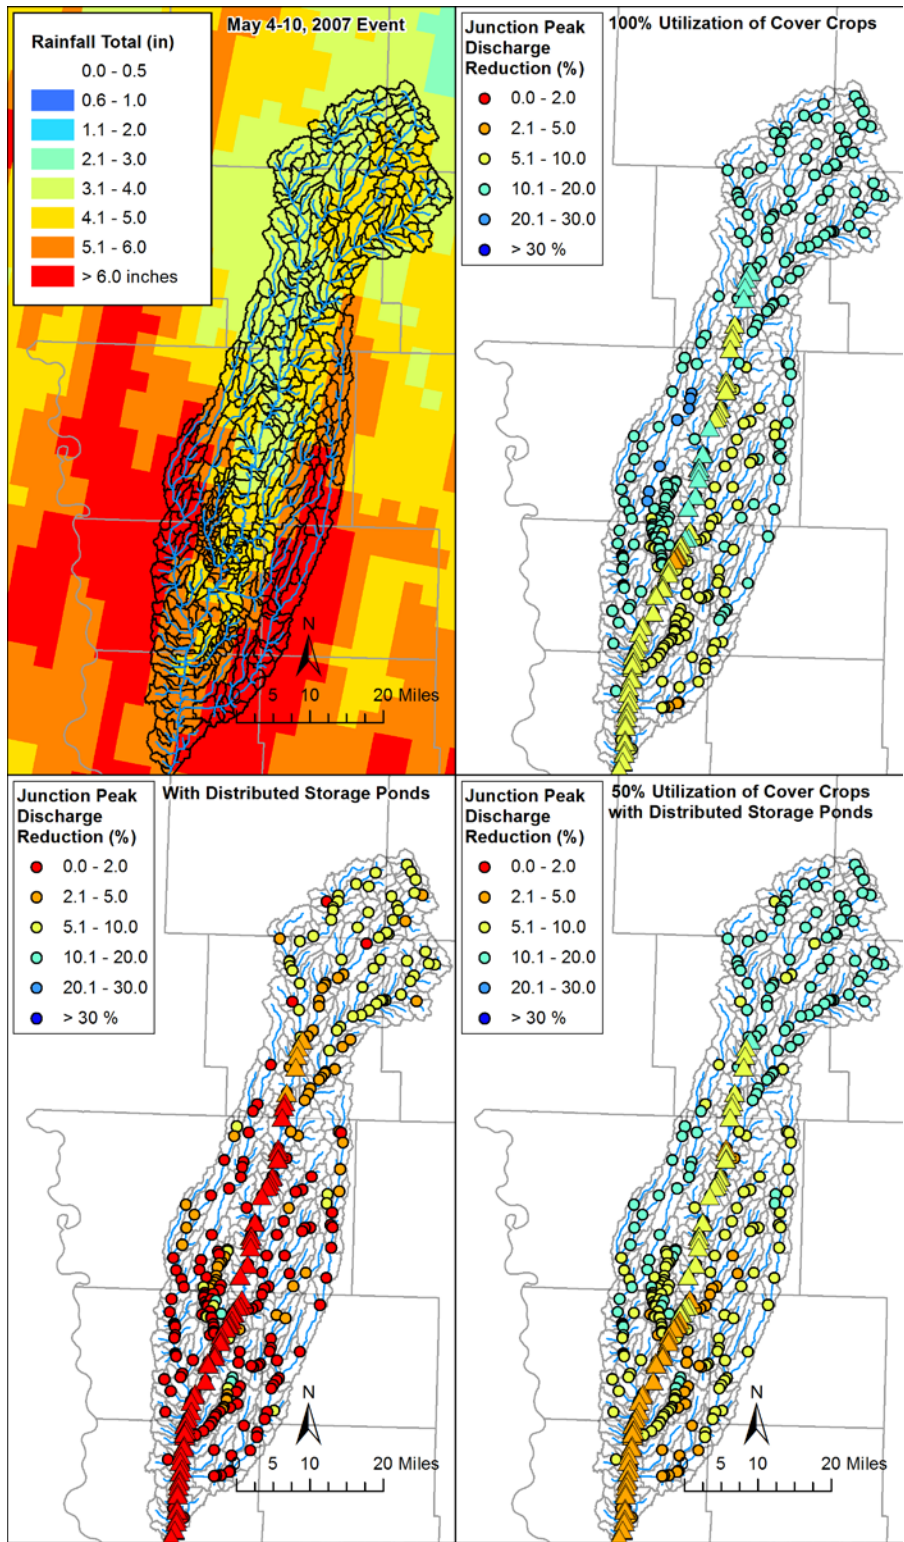 May 4-10, 2007 Event
Rainfall Total (in)
0.0 - 0.5
0.6 - 1.0
1.1 - 2.0
2.1 - 3.0
3.1 - 4.0
4.1 - 5.0
5.1 - 6.0
> 6.0 inches
N
5 10 20 Miles
0
100% Utilization of Cover Crops
Junction Peak
Discharge
Reduction (%)
0.0 - 2.0
2.1 - 5.0
5.1 - 10.0
10.1 - 20.0
20.1 - 30.0
> 30 %
With Distributed Storage Ponds
Junction Peak
Discharge
Reduction (%)
0.0 - 2.0
2.1 - 5.0
5.1 - 10.0
10.1 - 20.0
20.1 - 30.0
> 30 %
N
5 10 20 Miles
50% Utilization of Cover Crops
with Distributed Storage Ponds
Junction Peak
Discharge
Reduction (%)
0.0 - 2.0
2.1 - 5.0
5.1 - 10.0
10.1 - 20.0
20.1 - 30.0
> 30 %
N
5 10 20 Miles